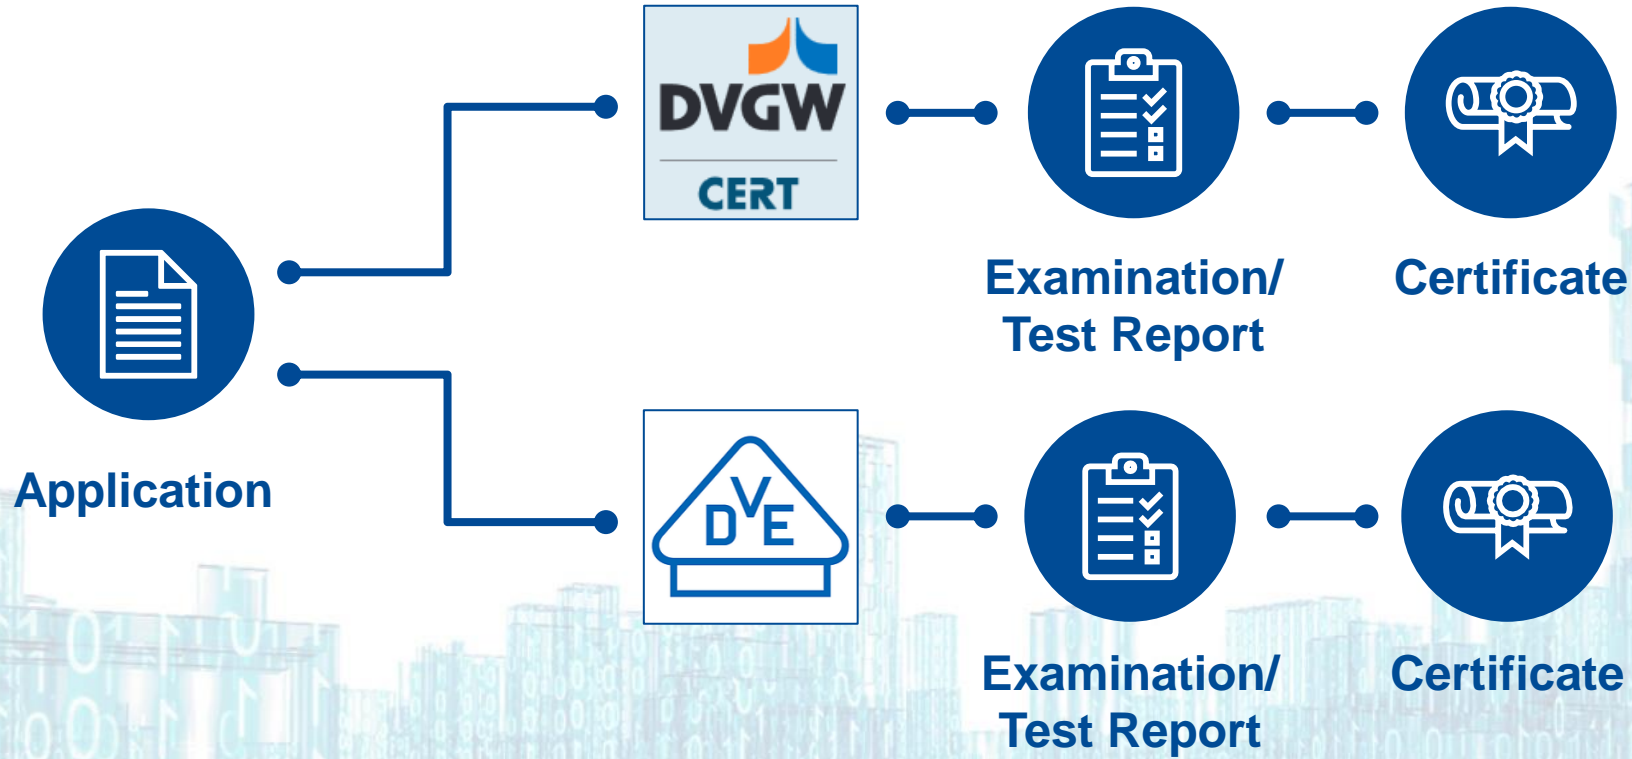 DVGW
CERT
Examination/
Test Report
Certificate
Application
DVE
Examination/
Test Report
Certificate